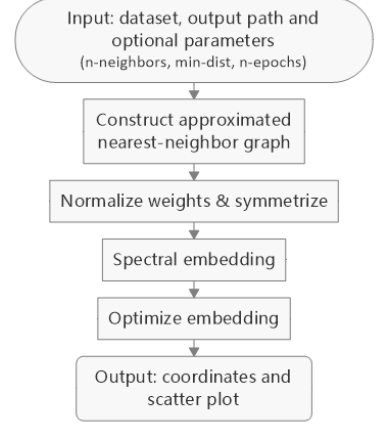 Input: dataset, output path and
optional parameters
(n-neighbors, min-dist, n-epochs)
Construct approximated
nearest-neighbor graph
Normalize weights & symmetrize
Spectral embedding
Optimize embedding
Output: coordinates and
scatter plot